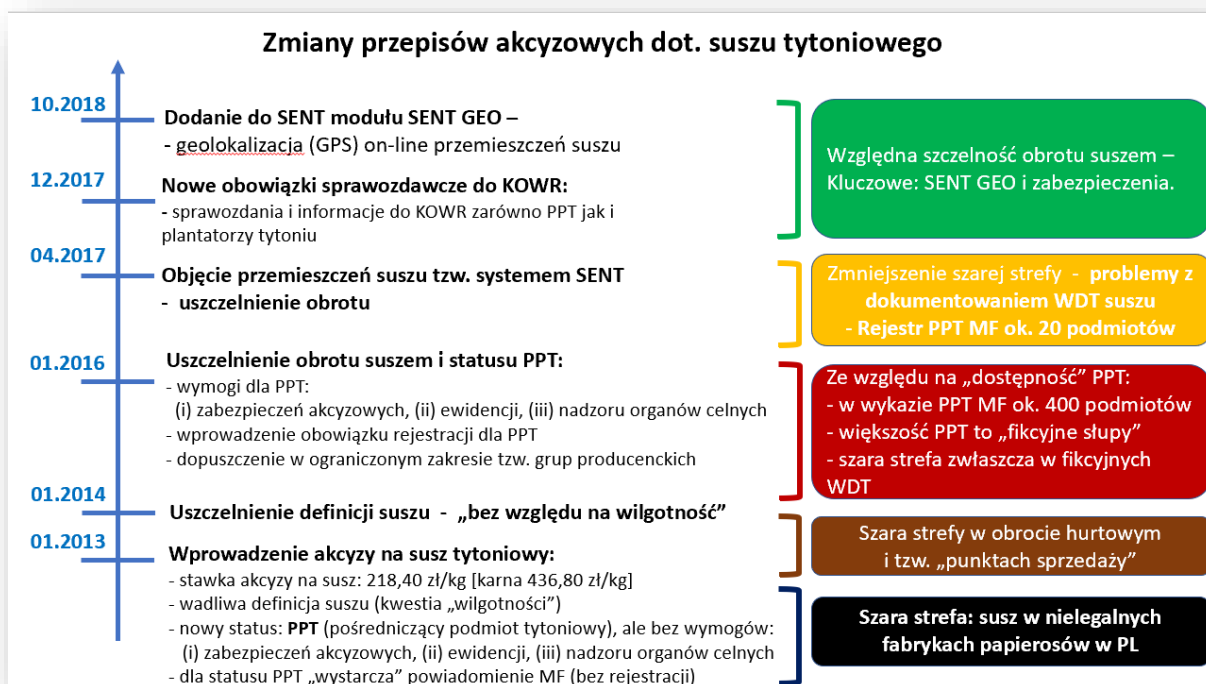 Zmiany przepisów akcyzowych dot. suszu tytoniowego
10.2018
Dodanie do SENT modułu SENT GEO –
- geolokalizacja (GPS) on-line przemieszczeń suszu
12.2017
Nowe obowiązki sprawozdawcze do KOWR:
- sprawozdania i informacje do KOWR zarówno PPT jak i
plantatorzy tytoniu
Względna szczelność obrotu suszem –
Kluczowe: SENT GEO i zabezpieczenia.
04.2017
Objęcie przemieszczeń suszu tzw. systemem SENT
- uszczelnienie obrotu
Zmniejszenie szarej strefy - problemy z
dokumentowaniem WDT suszu
- Rejestr PPT MF ok. 20 podmiotów
01.2016
Uszczelnienie obrotu suszem i statusu PPT:
- wymogi dla PPT:
(i) zabezpieczeń akcyzowych, (ii) ewidencji, (iii) nadzoru organów celnych
- wprowadzenie obowiązku rejestracji dla PPT
- dopuszczenie w ograniczonym zakresie tzw. grup producenckich
Ze względu na „dostępność” PPT:
- w wykazie PPT MF ok. 400 podmiotów
- większość PPT to „fikcyjne słupy”
- szara strefa zwłaszcza w fikcyjnych
WDT
01.2014
Uszczelnienie definicji suszu - „bez względu na wilgotność”
Szara strefy w obrocie hurtowym
i tzw. „punktach sprzedaży”
01.2013
Wprowadzenie akcyzy na susz tytoniowy:
- stawka akcyzy na susz: 218,40 zł/kg [karna 436,80 zł/kg]
- wadliwa definicja suszu (kwestia „wilgotności”)
- nowy status: PPT (pośredniczący podmiot tytoniowy), ale bez wymogów:
(i) zabezpieczeń akcyzowych, (ii) ewidencji, (iii) nadzoru organów celnych
- dla statusu PPT „wystarcza” powiadomienie MF (bez rejestracji)
Szara strefa: susz w nielegalnych
fabrykach papierosów w PL